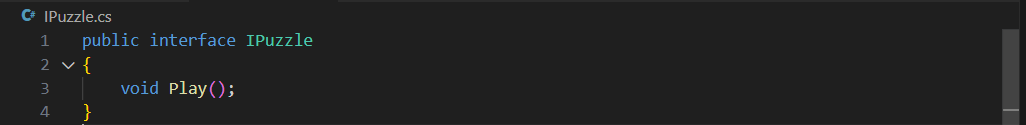 C# IPuzzle.cs
1 public interface IPuzzle
2 {
3 void Play();
4 }